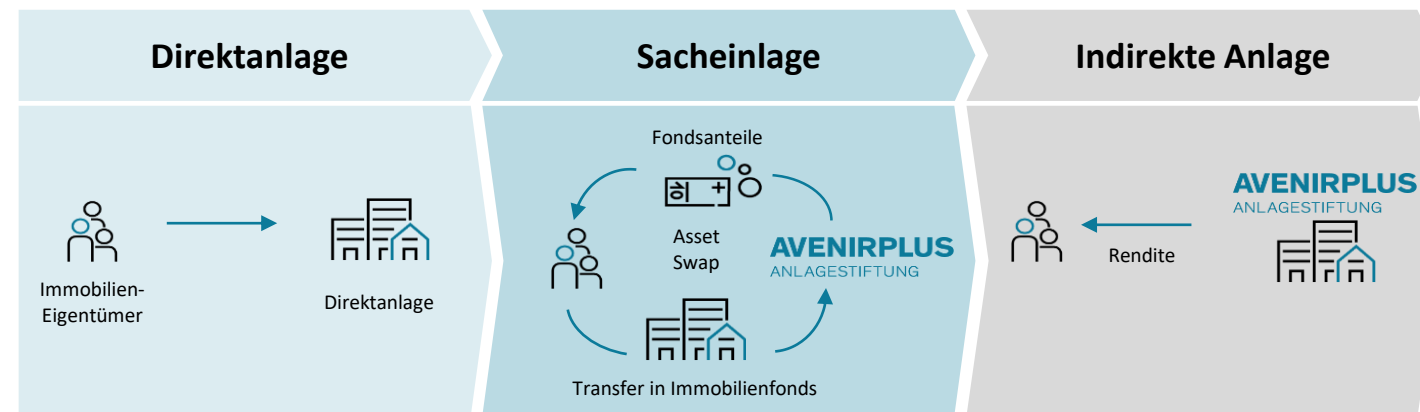 Direktanlage
Sacheinlage
Indirekte Anlage
Immobilien-
Eigentümer
Direktanlage
Fondsanteile
Asset
Swap
AVENIRPLUS
ANLAGESTIFTUNG
Transfer in Immobilienfonds
Rendite
AVENIRPLUS
ANLAGESTIFTUNG